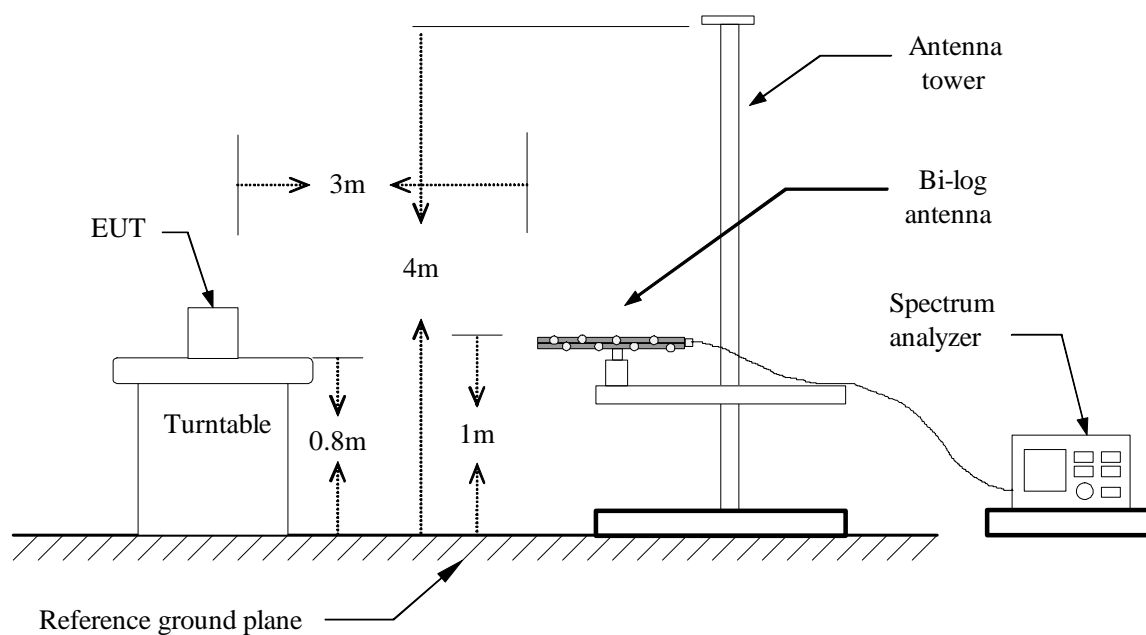 Antenna
tower
3m
Bi-log
antenna
EUT
4m
Spectrum
analyzer
Turntable
0.8m
1m
Reference ground plane